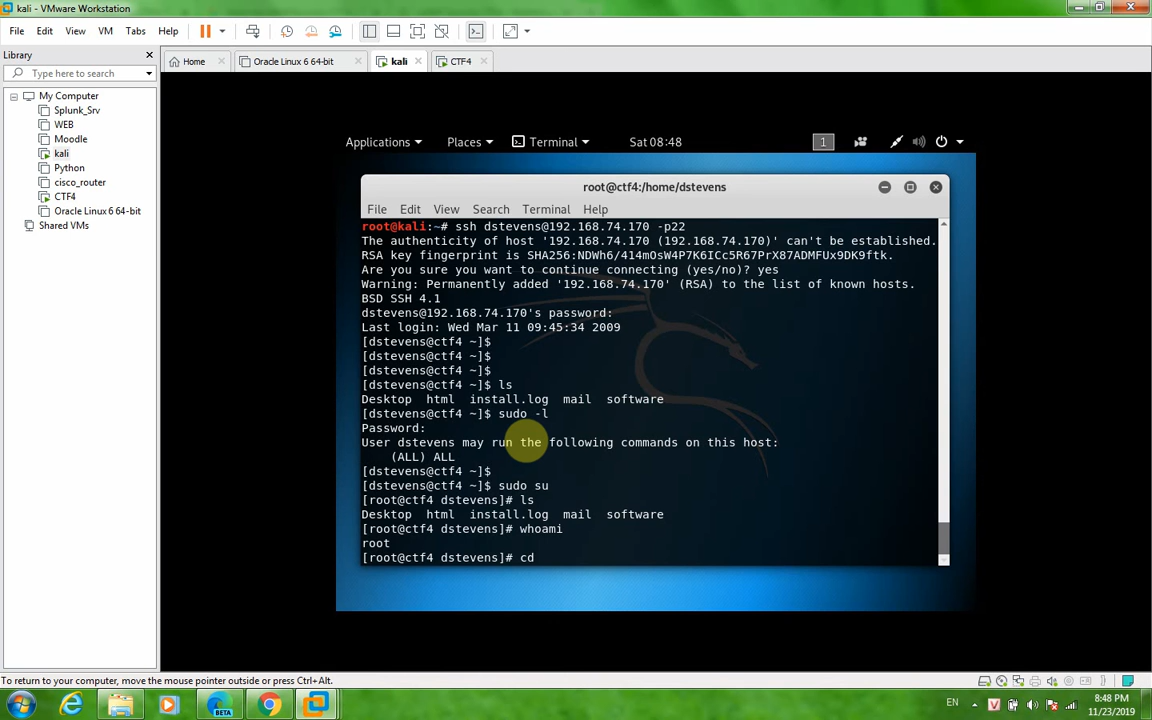 kali - VMware Workstation
File Edit View VM Tabs Help
Library
Type here to search
My Computer
Splunk_Srv
WEB
Moodle
kali
Python
cisco_router
CTF4
Oracle Linux 6 64-bit
Shared VMs
Home Oracle Linux 6 64-bit kali CTF4
Applications Places Terminal Sat 08:48 1
root@ctf4:/home/dstevens
File Edit View Search Terminal Help
root@kali:~# ssh dstevens@192.168.74.170 -p22
The authenticity of host '192.168.74.170 (192.168.74.170)' can't be established.
RSA key fingerprint is SHA256:NDWh6/414mOsW4P7K6ICc5R67PrX87ADMFUx9DK9ftk.
Are you sure you want to continue connecting (yes/no)? yes
Warning: Permanently added '192.168.74.170' (RSA) to the list of known hosts.
BSD SSH 4.1
dstevens@192.168.74.170's password:
Last login: Wed Mar 11 09:45:34 2009
[dstevens@ctf4 ~]$
[dstevens@ctf4 ~]$
[dstevens@ctf4 ~]$
[dstevens@ctf4 ~]$ ls
Desktop html install.log mail software
[dstevens@ctf4 ~]$ sudo -l
Password:
User dstevens may run the following commands on this host:
(ALL) ALL
[dstevens@ctf4 ~]$
[dstevens@ctf4 ~]$ sudo su
[root@ctf4 dstevens]# ls
Desktop html install.log mail software
[root@ctf4 dstevens]# whoami
root
[root@ctf4 dstevens]# cd
To return to your computer, move the mouse pointer outside or press Ctrl+Alt.
BETA
EN
V
8:48 PM
11/23/2019